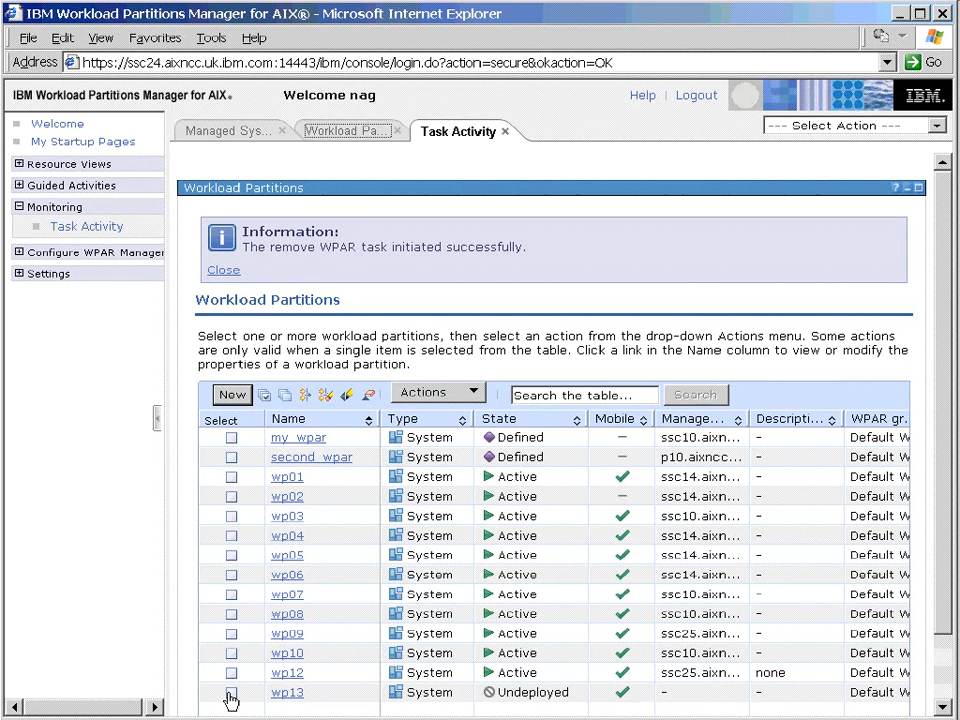 IBM Workload Partitions Manager for AIX® - Microsoft Internet Explorer
File Edit View Favorites Tools Help
Address https://ssc24.aixncc.uk.ibm.com:14443/ibm/console/login.do?action=secure&okaction=OK Go
IBM Workload Partitions Manager for AIX® Welcome nag Help | Logout IBM.
Welcome
My Startup Pages
Resource Views
Guided Activities
Monitoring
Task Activity
Configure WPAR Manager
Settings
Managed Sys... Workload Pa... Task Activity --- Select Action ---
Workload Partitions
Information:
The remove WPAR task initiated successfully.
Close
Workload Partitions
Select one or more workload partitions, then select an action from the drop-down Actions menu. Some actions
are only valid when a single item is selected from the table. Click a link in the Name column to view or modify the
properties of a workload partition.
New Actions Search the table... Search
Select Name Type State Mobile Manage... Descripti... WPAR gr.
my_wpar System Defined – ssc10.aixn... - Default W
second_wpar System Defined – p10.aixncc... - Default W
wp01 System Active ssc14.aixn... - Default W
wp02 System Active – ssc14.aixn... - Default W
wp03 System Active ssc10.aixn... - Default W
wp04 System Active ssc14.aixn... - Default W
wp05 System Active ssc14.aixn... - Default W
wp06 System Active ssc14.aixn... - Default W
wp07 System Active ssc10.aixn... - Default W
wp08 System Active ssc10.aixn... - Default W
wp09 System Active ssc25.aixn... - Default W
wp10 System Active ssc10.aixn... - Default W
wp12 System Active ssc25.aixn... none Default W
wp13 System Undeployed - - Default W